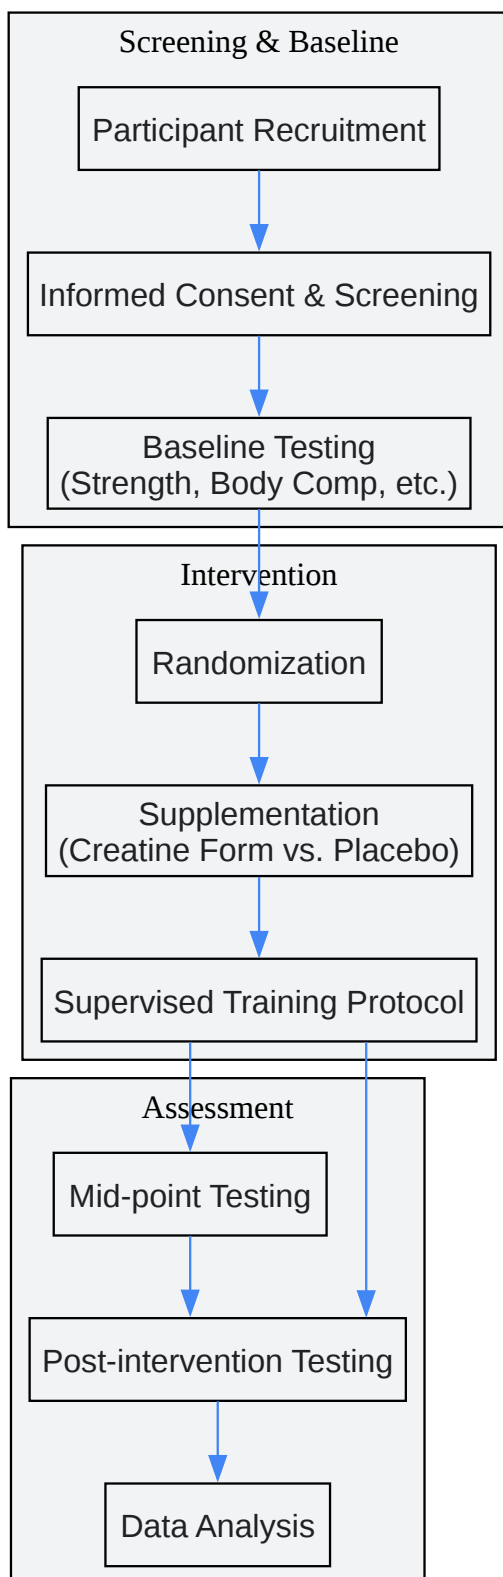 Screening & Baseline
Participant Recruitment
Informed Consent & Screening
Baseline Testing
(Strength, Body Comp, etc.)
Intervention
Randomization
Supplementation
(Creatine Form vs. Placebo)
Supervised Training Protocol
Assessment
Mid-point Testing
Post-intervention Testing
Data Analysis